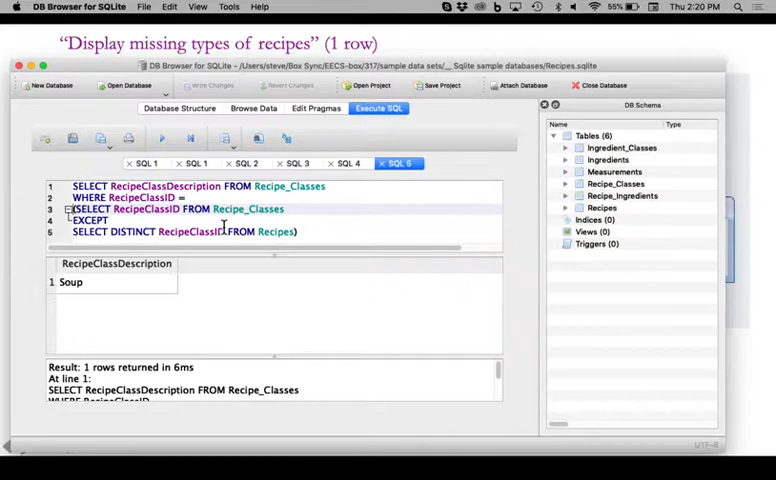 File Edit View Tools Help 55% Thu 2:20 PM
“Display missing types of recipes” (1 row)
DB Browser for SQLite - /Users/steve/Box Sync/EECS-box/317/sample data sets/__ Sqlite sample databases/Recipes.sqlite
New Database Open Database Write Changes Revert Changes Open Project Save Project Attach Database Close Database
Database Structure Browse Data Edit Pragmas Execute SQL
SQL 1 SQL 1 SQL 2 SQL 3 SQL 4 SQL 5
1 SELECT RecipeClassDescription FROM Recipe_Classes
2 WHERE RecipeClassID =
3 (SELECT RecipeClassID FROM Recipe_Classes
4 EXCEPT
5 SELECT DISTINCT RecipeClassID FROM Recipes)
RecipeClassDescription
1 Soup
Result: 1 rows returned in 6ms
At line 1:
SELECT RecipeClassDescription FROM Recipe_Classes
WHERE RecipeClassID =
DB Schema
Name Type
Tables (6)
Ingredient_Classes
Ingredients
Measurements
Recipe_Classes
Recipe_Ingredients
Recipes
Indices (0)
Views (0)
Triggers (0)
UTF-8